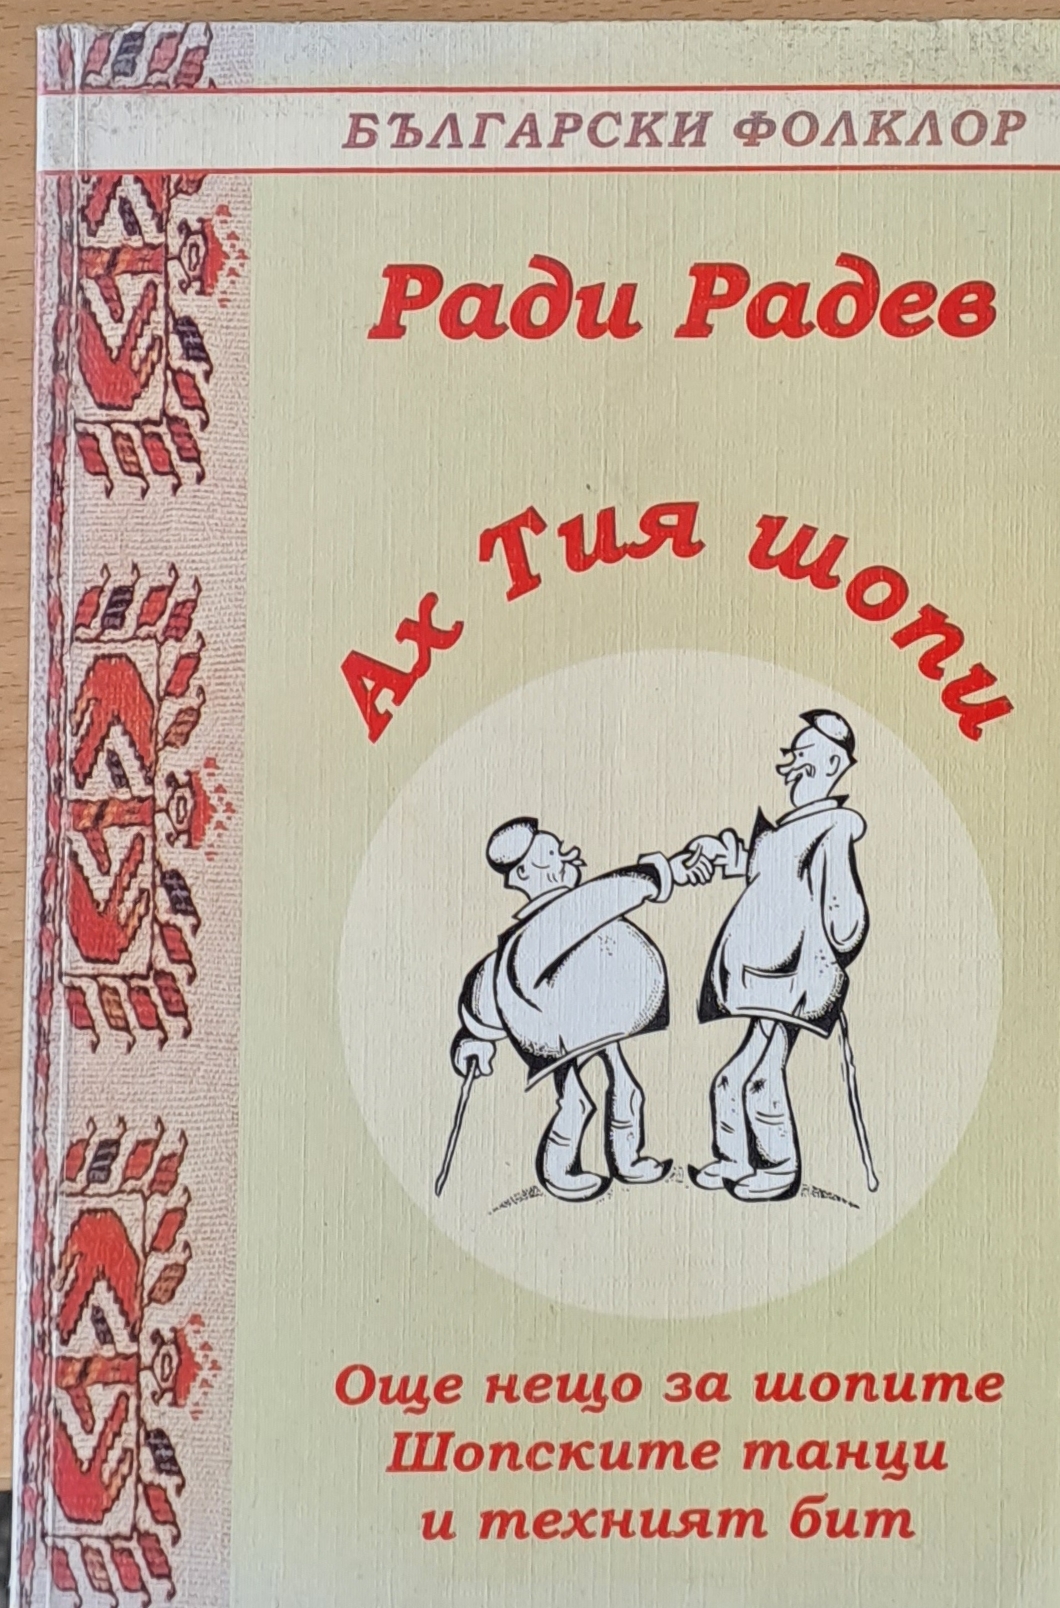 БЪЛГАРСКИ ФОЛКЛОР
Ради Радев
Ах Тия шопи
Още нещо за шопите
Шопските танци
и техният бит